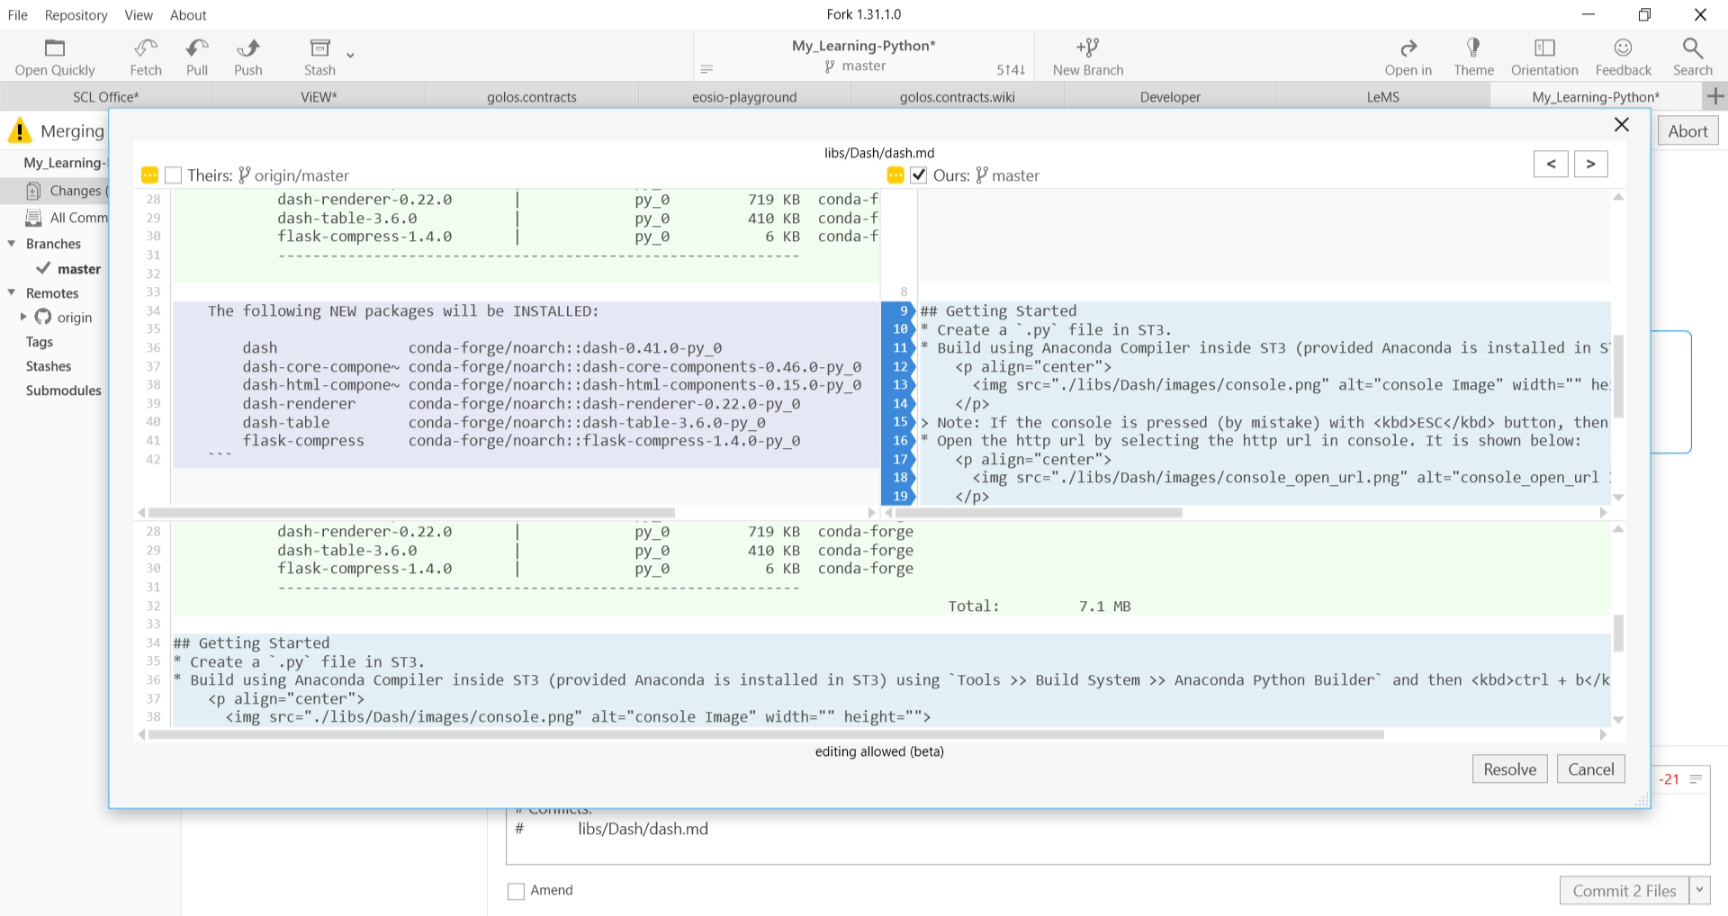 File Repository View About
Fork 1.31.1.0
Open Quickly Fetch Pull Push Stash
My_Learning-Python*
master
5↑4↓
New Branch
Open in Theme Orientation Feedback Search
SCL Office* ViEW* golos.contracts eosio-playground golos.contracts.wiki Developer LeMS My_Learning-Python*
Merging
Abort
My_Learning-
Changes (
All Comm
Branches
master
Remotes
origin
Tags
Stashes
Submodules
libs/Dash/dash.md
< >
Theirs: origin/master
Ours: master
28 dash-renderer-0.22.0 | py_0 719 KB conda-f
29 dash-table-3.6.0 | py_0 410 KB conda-f
30 flask-compress-1.4.0 | py_0 6 KB conda-f
31 ------------------------------------------------------------
32
33
34 The following NEW packages will be INSTALLED:
35
36 dash conda-forge/noarch::dash-0.41.0-py_0
37 dash-core-compone~ conda-forge/noarch::dash-core-components-0.46.0-py_0
38 dash-html-compone~ conda-forge/noarch::dash-html-components-0.15.0-py_0
39 dash-renderer conda-forge/noarch::dash-renderer-0.22.0-py_0
40 dash-table conda-forge/noarch::dash-table-3.6.0-py_0
41 flask-compress conda-forge/noarch::flask-compress-1.4.0-py_0
42 ```
8
9 ## Getting Started
10 * Create a `.py` file in ST3.
11 * Build using Anaconda Compiler inside ST3 (provided Anaconda is installed in S
12 <p align="center">
13 <img src="./libs/Dash/images/console.png" alt="console Image" width="" he
14 </p>
15 > Note: If the console is pressed (by mistake) with <kbd>ESC</kbd> button, then
16 * Open the http url by selecting the http url in console. It is shown below:
17 <p align="center">
18 <img src="./libs/Dash/images/console_open_url.png" alt="console_open_url
19 </p>
28 dash-renderer-0.22.0 | py_0 719 KB conda-forge
29 dash-table-3.6.0 | py_0 410 KB conda-forge
30 flask-compress-1.4.0 | py_0 6 KB conda-forge
31 ------------------------------------------------------------
32 Total: 7.1 MB
33
34 ## Getting Started
35 * Create a `.py` file in ST3.
36 * Build using Anaconda Compiler inside ST3 (provided Anaconda is installed in ST3) using `Tools >> Build System >> Anaconda Python Builder` and then <kbd>ctrl + b</k
37 <p align="center">
38 <img src="./libs/Dash/images/console.png" alt="console Image" width="" height="">
editing allowed (beta)
Resolve Cancel
-21
# Conflicts:
# libs/Dash/dash.md
Amend
Commit 2 Files